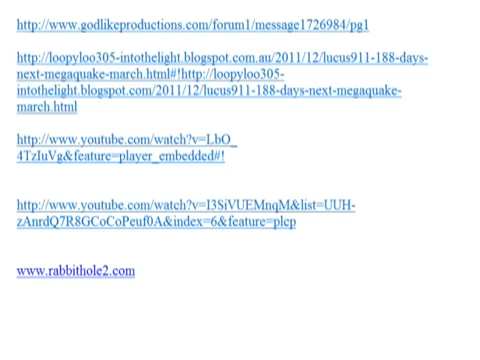 http://www.godlikeproductions.com/forum1/message1726984/pg1
http://loopyloo305-intothelight.blogspot.com.au/2011/12/lucus911-188-days-
next-megaquake-march.html#!http://loopyloo305-
intothelight.blogspot.com/2011/12/lucus911-188-days-next-megaquake-
march.html
http://www.youtube.com/watch?v=LbO_
4TzIuVg&feature=player_embedded#!
http://www.youtube.com/watch?v=I3SiVUEMnqM&list=UUH-
zAnrdQ7R8GCoCoPeuf0A&index=6&feature=plcp
www.rabbithole2.com